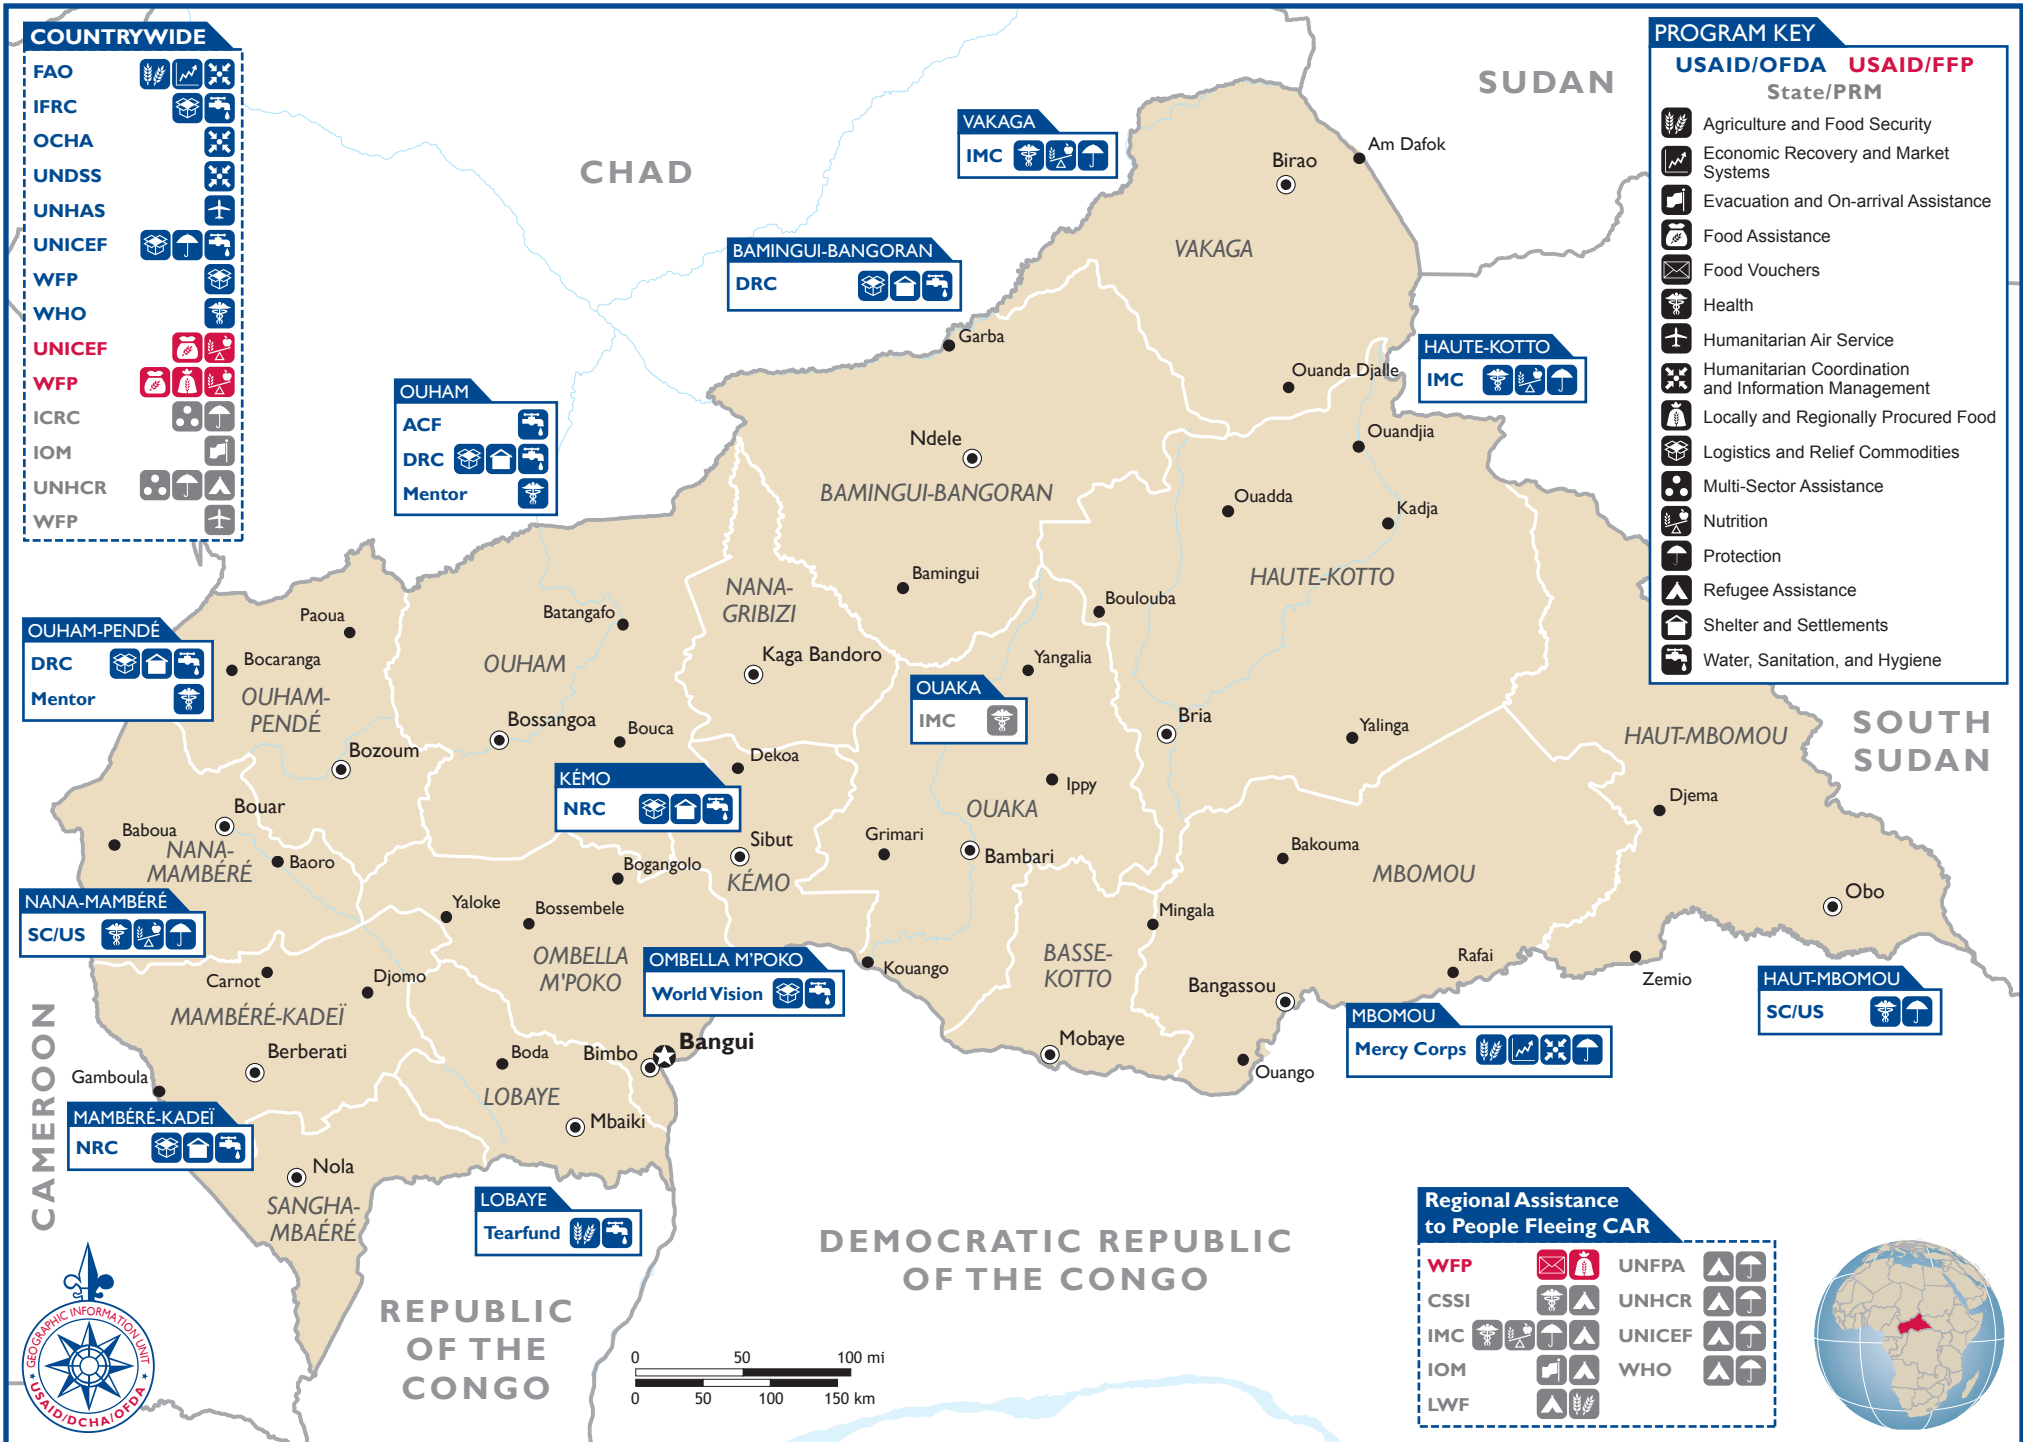 COUNTRYWIDE
FAO
IFRC
OCHA
UNDSS
UNHAS
UNICEF
WFP
WHO
UNICEF
WFP
ICRC
IOM
UNHCR
WFP
PROGRAM KEY
USAID/OFDA USAID/FFP
State/PRM
Agriculture and Food Security
Economic Recovery and Market
Systems
Evacuation and On-arrival Assistance
Food Assistance
Food Vouchers
Health
Humanitarian Air Service
Humanitarian Coordination
and Information Management
Locally and Regionally Procured Food
Logistics and Relief Commodities
Multi-Sector Assistance
Nutrition
Protection
Refugee Assistance
Shelter and Settlements
Water, Sanitation, and Hygiene
SUDAN
CHAD
VAKAGA
IMC
Am Dafok
Birao
VAKAGA
BAMINGUI-BANGORAN
DRC
Garba
HAUTE-KOTTO
IMC
Ouanda Djalle
OUHAM
ACF
DRC
Mentor
Ndele
BAMINGUI-BANGORAN
Ouandjia
Ouadda
Kadja
Bamingui
NANA-
GRIBIZI
HAUTE-KOTTO
Boulouba
Paoua
Batangafo
OUHAM-PENDÉ
DRC
Mentor
Bocaranga
OUHAM-
PENDÉ
OUHAM
Kaga Bandoro
Yangalia
OUAKA
IMC
Bossangoa
Bouca
Bria
Yalinga
HAUT-MBOMOU
SOUTH
SUDAN
Bozoum
Dekoa
KÉMO
NRC
Ippy
OUAKA
Djema
Bouar
Baboua
NANA-
MAMBÉRÉ
Baoro
Sibut
KÉMO
Grimari
Bambari
Bakouma
MBOMOU
Bogangolo
Obo
NANA-MAMBÉRÉ
SC/US
Yaloke
Bossembele
Mingala
OMBELLA
M'POKO
OMBELLA M'POKO
World Vision
BASSE-
KOTTO
Kouango
Rafai
Zemio
HAUT-MBOMOU
SC/US
Carnot
Djomo
MAMBÉRÉ-KADEÏ
Bangassou
MBOMOU
Mercy Corps
Bangui
Bimbo
Boda
Mobaye
Ouango
Berberati
Gamboula
LOBAYE
Mbaiki
CAMEROON
MAMBÉRÉ-KADEÏ
NRC
Nola
SANGHA-
MBAÉRÉ
LOBAYE
Tearfund
DEMOCRATIC REPUBLIC
OF THE CONGO
REPUBLIC
OF THE
CONGO
0 50 100 mi
0 50 100 150 km
Regional Assistance
to People Fleeing CAR
WFP
CSSI
IMC
IOM
LWF
UNFPA
UNHCR
UNICEF
WHO
GEOGRAPHIC INFORMATION UNIT
USAID/DCHA/OFDA